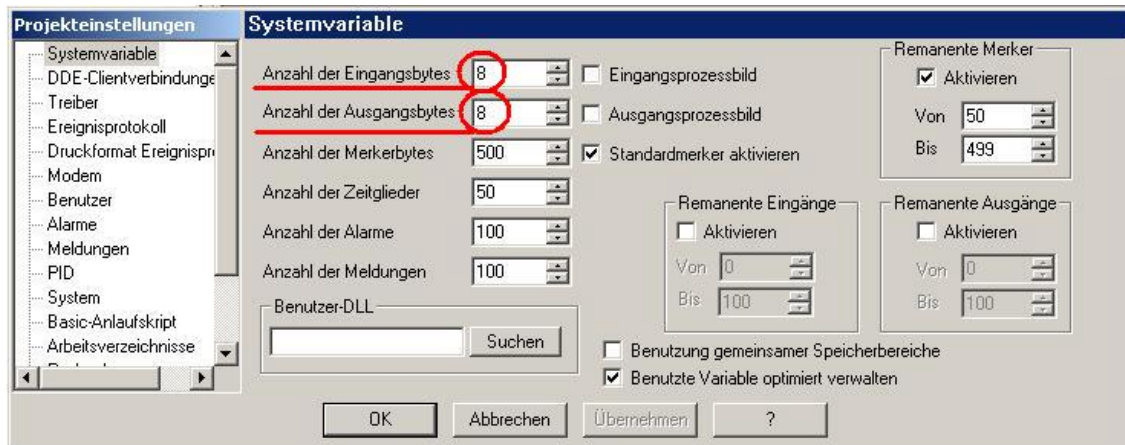 Projekteinstellungen
Systemvariable
DDE-Clientverbindunge
Treiber
Ereignisprotokoll
Druckformat Ereignispr
Modem
Benutzer
Alarme
Meldungen
PID
System
Basic-Anlaufskript
Arbeitsverzeichnisse
Systemvariable
Anzahl der Eingangsbytes 8 Eingangsprozessbild
Anzahl der Ausgangsbytes 8 Ausgangsprozessbild
Anzahl der Merkerbytes 500 Standardmerker aktivieren
Anzahl der Zeitglieder 50
Anzahl der Alarme 100
Anzahl der Meldungen 100
Remanente Merker
Aktivieren
Von 50
Bis 499
Remanente Eingänge
Aktivieren
Von 0
Bis 100
Remanente Ausgänge
Aktivieren
Von 0
Bis 100
Benutzer-DLL
Suchen
Benutzung gemeinsamer Speicherbereiche
Benutzte Variable optimiert verwalten
OK Abbrechen Übernehmen ?